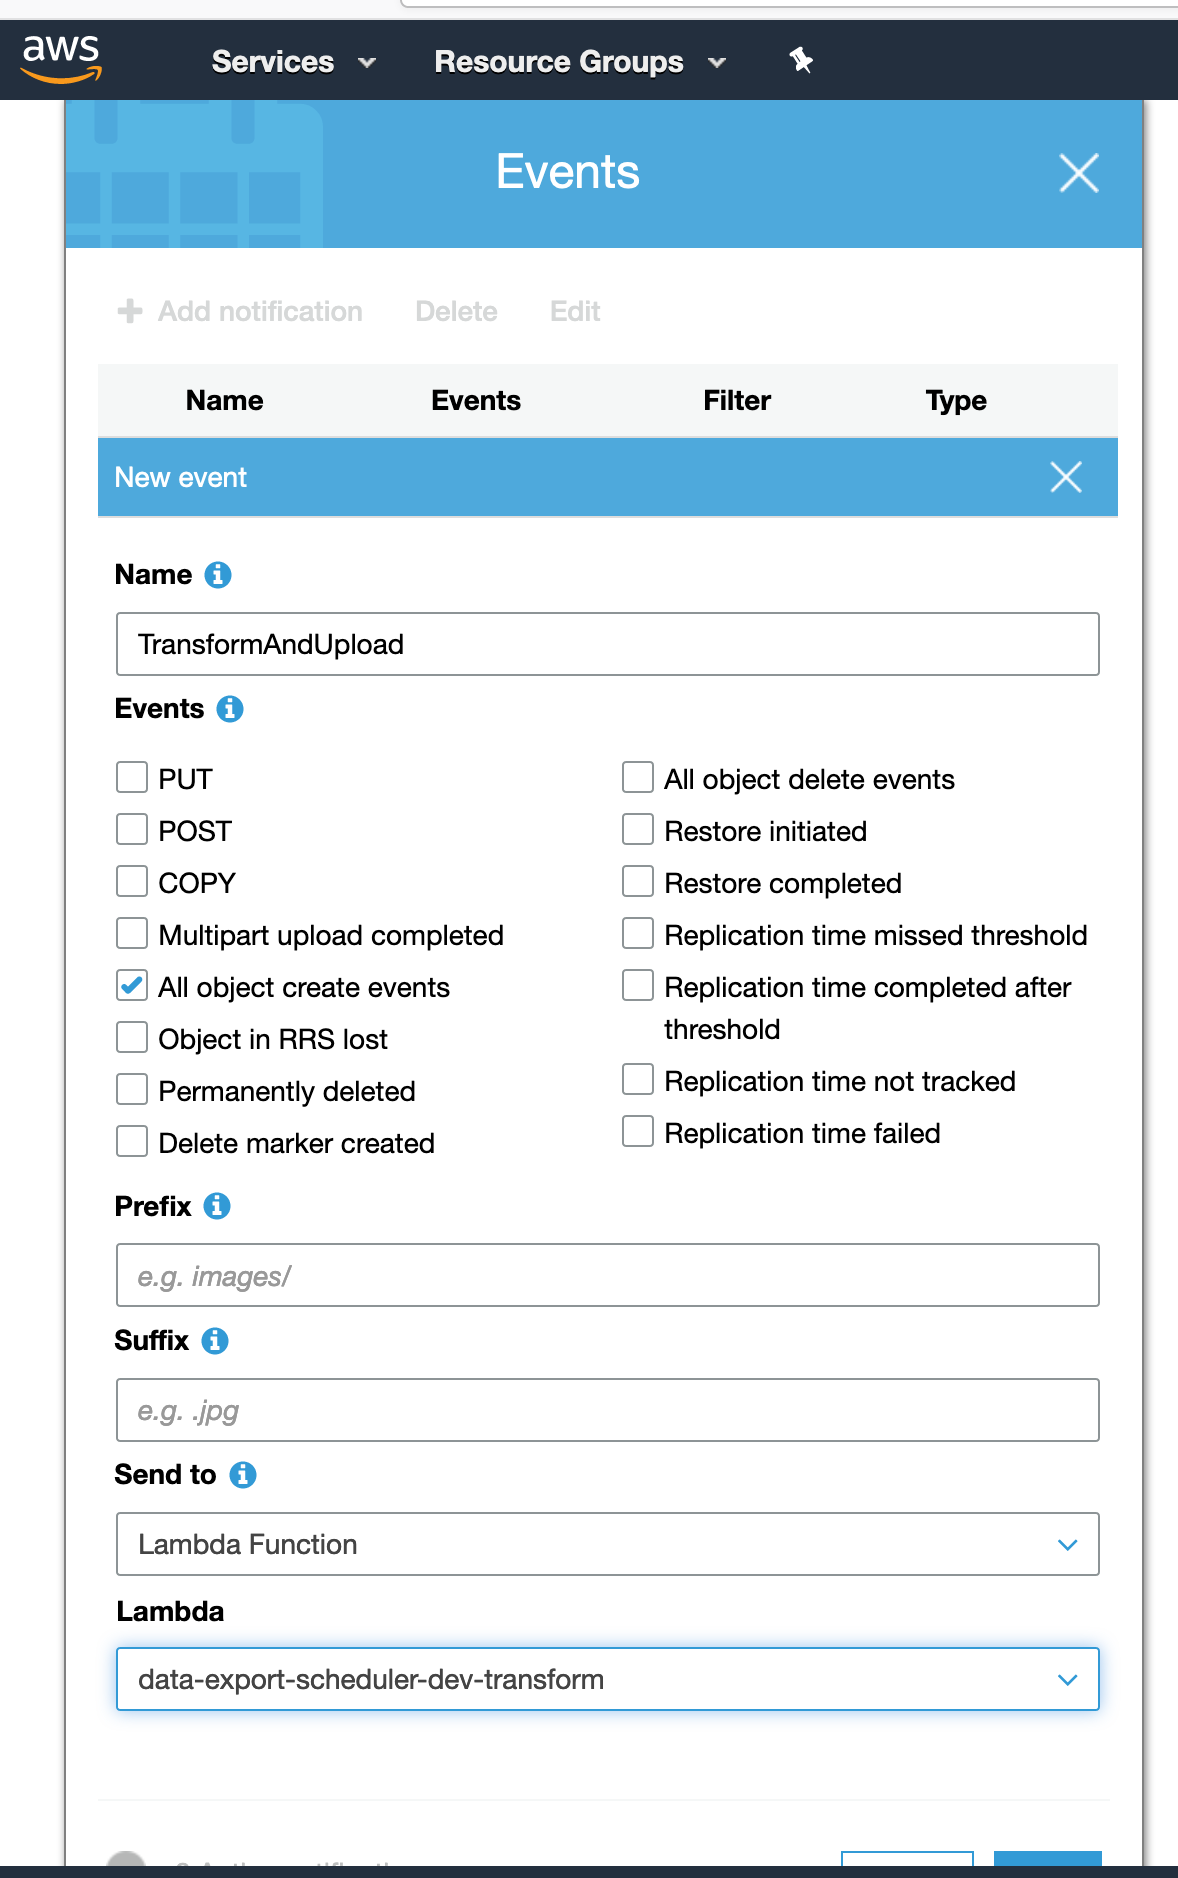 aws Services Resource Groups
Events
Add notification Delete Edit
Name Events Filter Type
New event
Name
TransformAndUpload
Events
PUT
POST
COPY
Multipart upload completed
All object create events
Object in RRS lost
Permanently deleted
Delete marker created
All object delete events
Restore initiated
Restore completed
Replication time missed threshold
Replication time completed after
threshold
Replication time not tracked
Replication time failed
Prefix
e.g. images/
Suffix
e.g. .jpg
Send to
Lambda Function
Lambda
data-export-scheduler-dev-transform